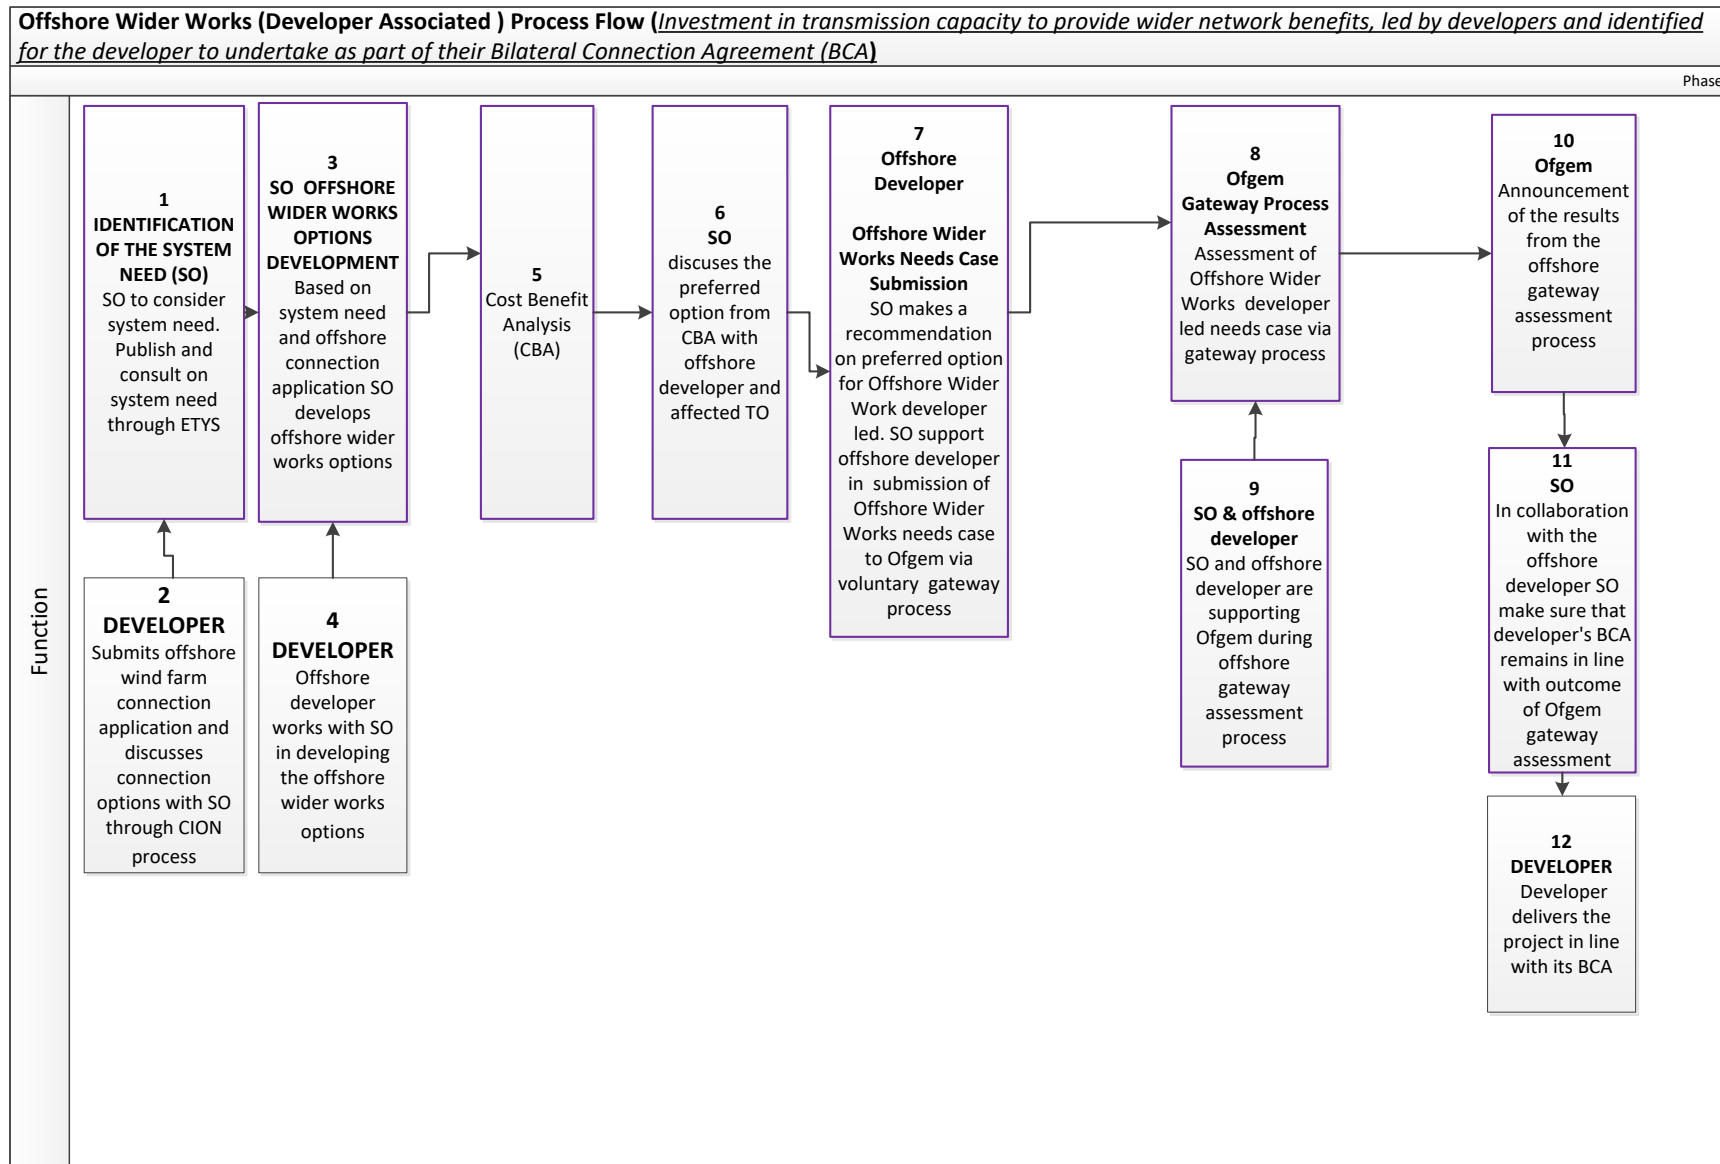 Offshore Wider Works (Developer Associated ) Process Flow (Investment in transmission capacity to provide wider network benefits, led by developers and identified
for the developer to undertake as part of their Bilateral Connection Agreement (BCA)
Phase
Function
1
IDENTIFICATION
OF THE SYSTEM
NEED (SO)
SO to consider
system need.
Publish and
consult on
system need
through ETYS
2
DEVELOPER
Submits offshore
wind farm
connection
application and
discusses
connection
options with SO
through CION
process
3
SO OFFSHORE
WIDER WORKS
OPTIONS
DEVELOPMENT
Based on
system need
and offshore
connection
application SO
develops
offshore wider
works options
4
DEVELOPER
Offshore
developer
works with SO
in developing
the offshore
wider works
options
5
Cost Benefit
Analysis
(CBA)
6
SO
discuses the
preferred
option from
CBA with
offshore
developer and
affected TO
7
Offshore
Developer
Offshore Wider
Works Needs Case
Submission
SO makes a
recommendation
on preferred option
for Offshore Wider
Work developer
led. SO support
offshore developer
in submission of
Offshore Wider
Works needs case
to Ofgem via
voluntary gateway
process
8
Ofgem
Gateway Process
Assessment
Assessment of
Offshore Wider
Works developer
led needs case via
gateway process
9
SO & offshore
developer
SO and offshore
developer are
supporting
Ofgem during
offshore
gateway
assessment
process
10
Ofgem
Announcement
of the results
from the
offshore
gateway
assessment
process
11
SO
In collaboration
with the
offshore
developer SO
make sure that
developer's BCA
remains in line
with outcome
of Ofgem
gateway
assessment
12
DEVELOPER
Developer
delivers the
project in line
with its BCA